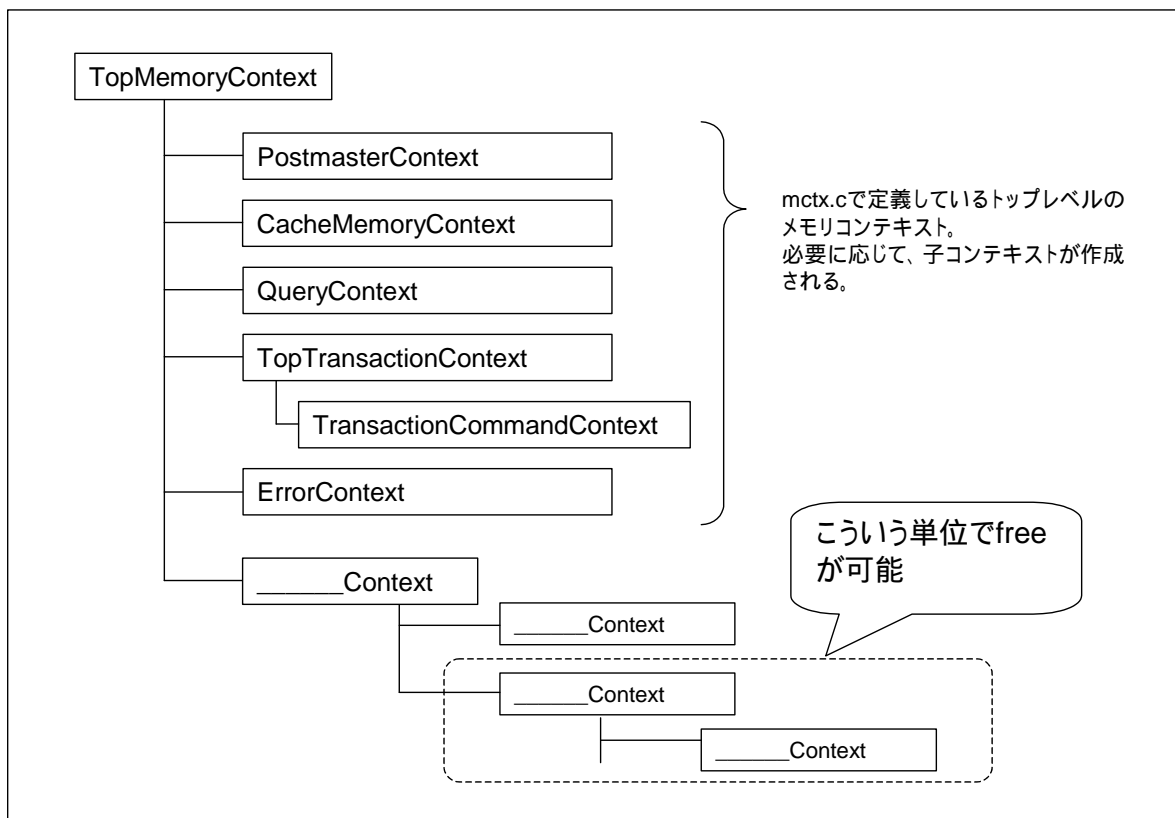 TopMemoryContext
PostmasterContext
CacheMemoryContext
QueryContext
TopTransactionContext
TransactionCommandContext
ErrorContext
mctx.cで定義しているトップレベルの
メモリコンテキスト。
必要に応じて、子コンテキストが作成
される。
こういう単位でfree
が可能
______Context
______Context
______Context
______Context